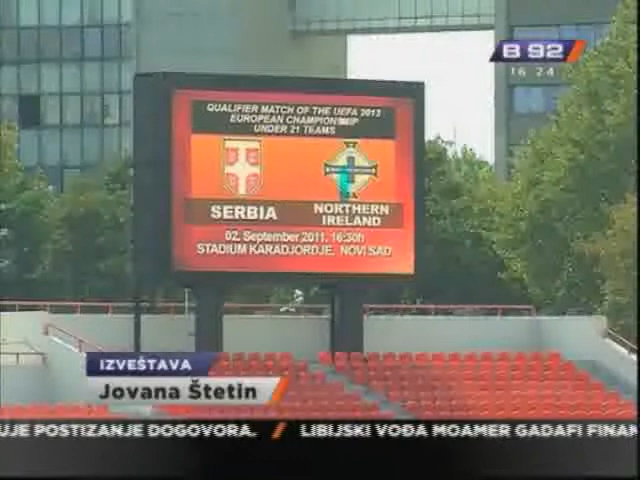 B 92
16 24
QUALIFIER MATCH OF THE UEFA 2013
EUROPEAN CHAMPIONSHIP
UNDER 21 TEAMS
SERBIA
NORTHERN
IRELAND
02. September 2011, 16:30h
STADIUM KARADJORDJE, NOVI SAD
IZVEŠTAVA
Jovana Štetin
UJE POSTIZANJE DOGOVORA. / LIBIJSKI VOĐA MOAMER GADAFI FINAN